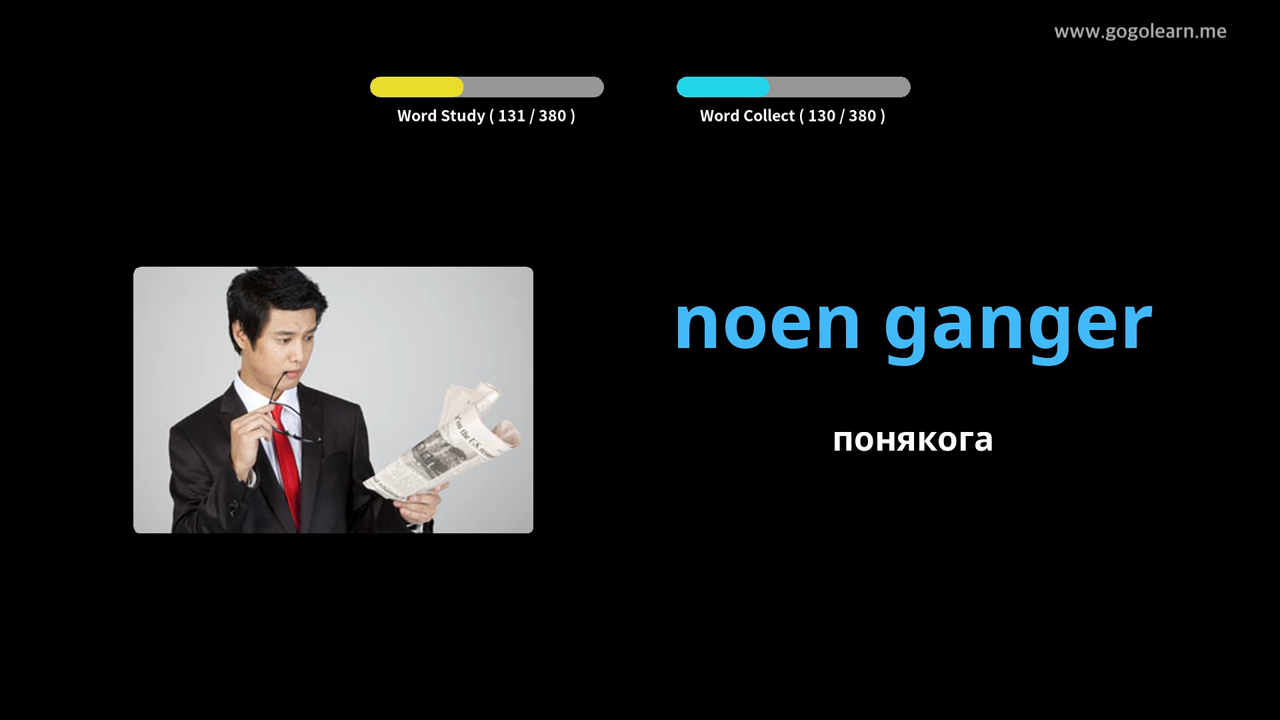 www.gogolearn.me
Word Study ( 131 / 380 )
Word Collect ( 130 / 380 )
noen ganger
понякога